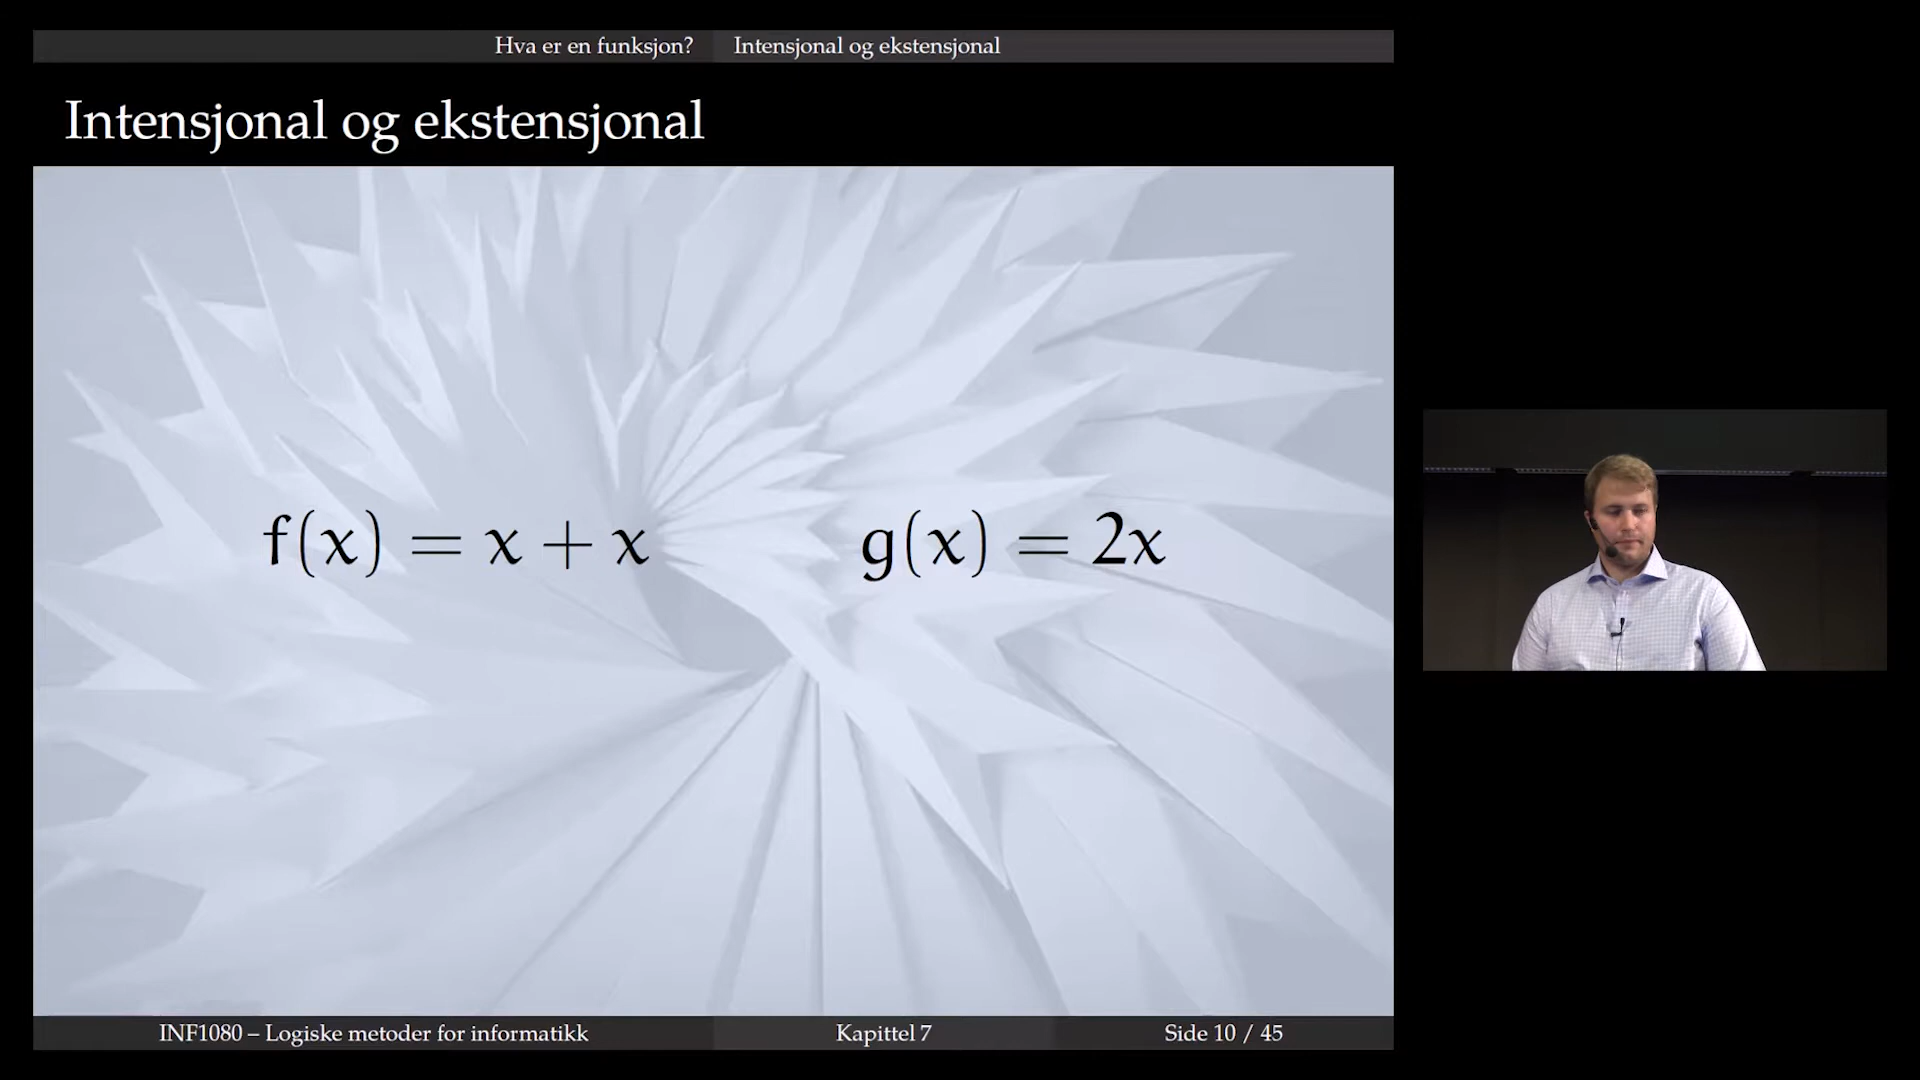 Hva er en funksjon? Intensjonal og ekstensjonal
Intensjonal og ekstensjonal
f(x) = x + x g(x) = 2x
INF1080 – Logiske metoder for informatikk Kapittel 7 Side 10 / 45